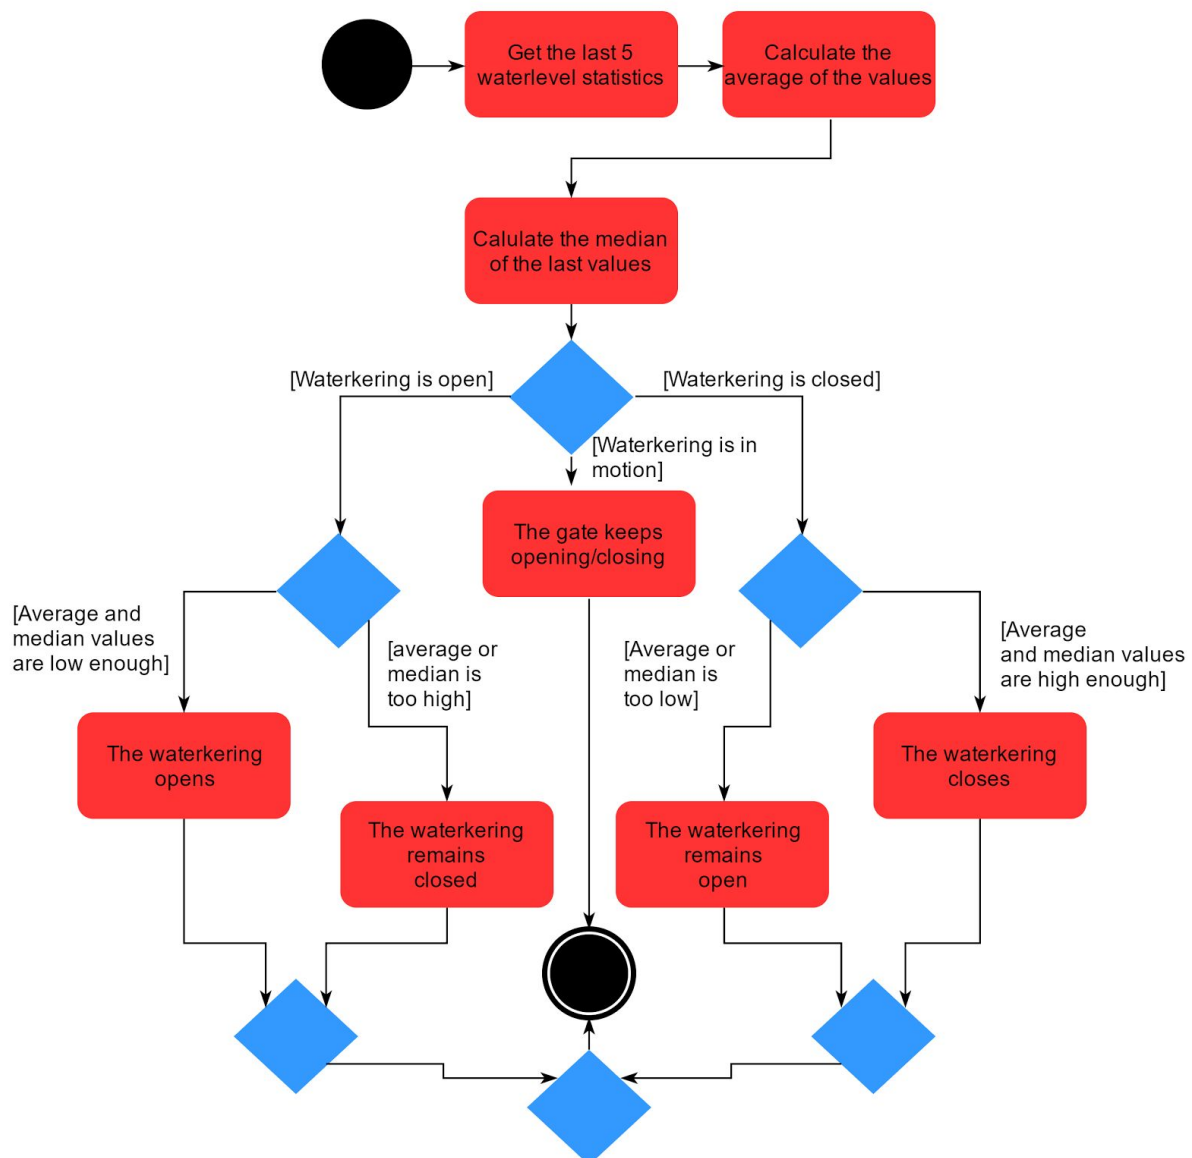 Get the last 5
waterlevel statistics
Calculate the
average of the values
Calulate the median
of the last values
[Waterkering is open]
[Waterkering is closed]
[Waterkering is in
motion]
The gate keeps
opening/closing
[Average and
median values
are low enough]
[average or
median is
too high]
[Average or
median is
too low]
[Average
and median values
are high enough]
The waterkering
opens
The waterkering
remains
closed
The waterkering
remains
open
The waterkering
closes